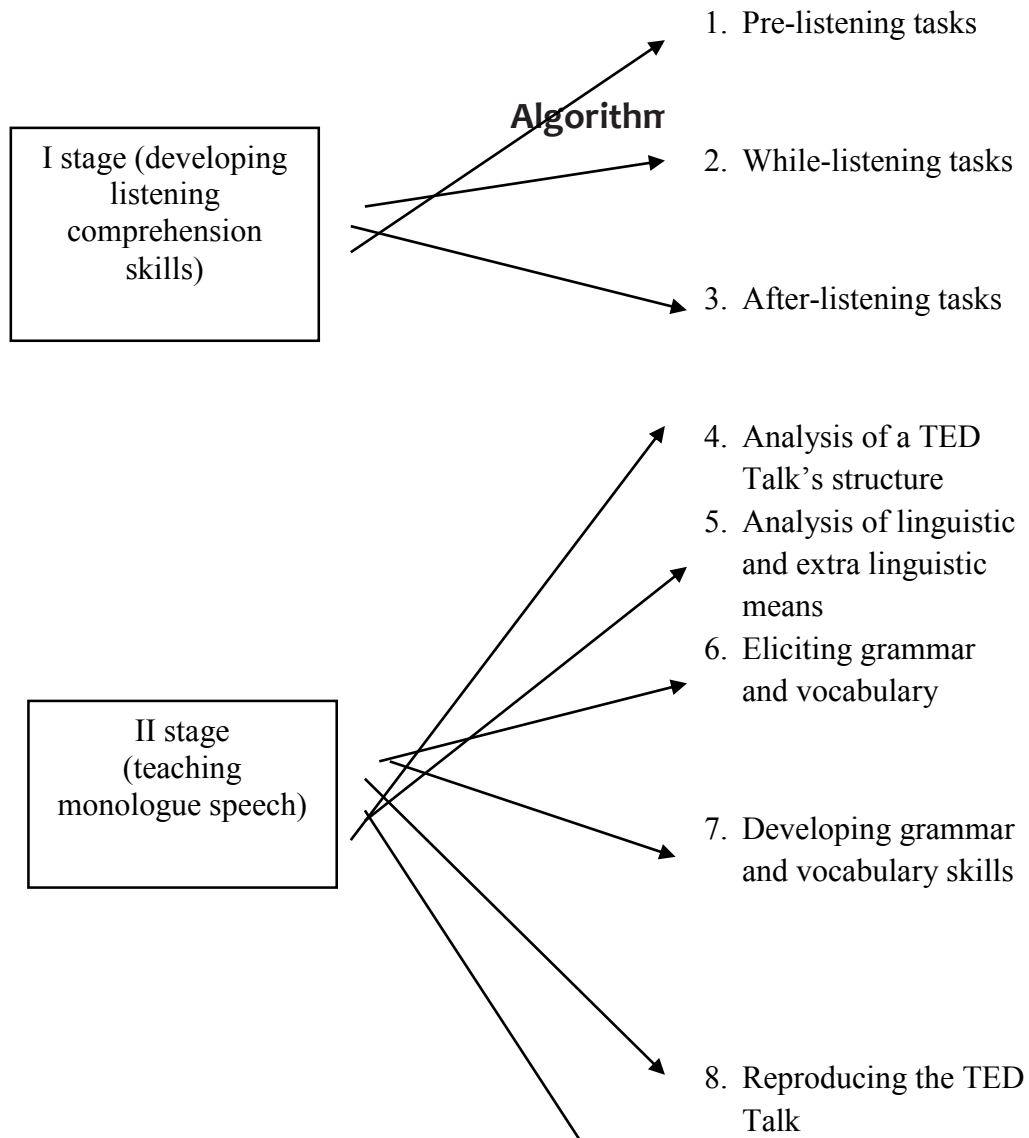 1. Pre-listening tasks
I stage (developing
listening
comprehension
skills)
2. While-listening tasks
3. After-listening tasks
4. Analysis of a TED
Talk’s structure
5. Analysis of linguistic
and extra linguistic
means
6. Eliciting grammar
and vocabulary
II stage
(teaching
monologue speech)
7. Developing grammar
and vocabulary skills
8. Reproducing the TED
Talk